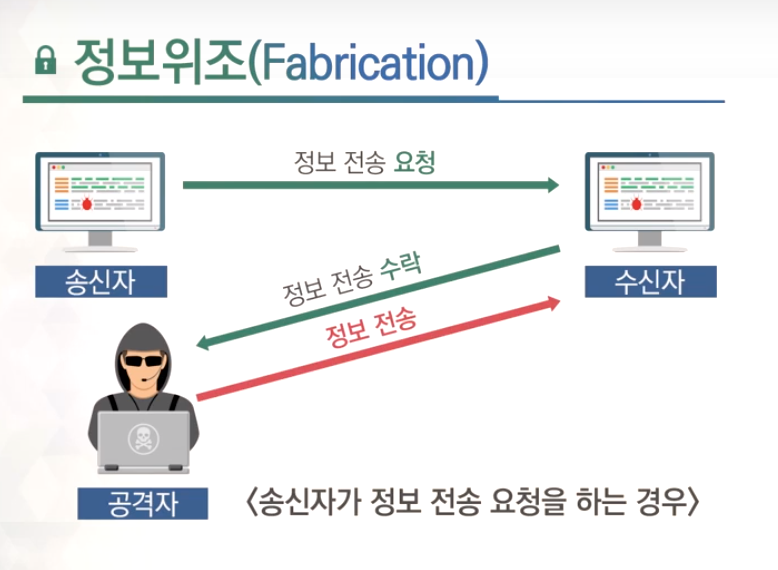 정보위조(Fabrication)
정보 전송 요청
송신자
수신자
정보 전송 수락
정보 전송
공격자
〈송신자가 정보 전송 요청을 하는 경우〉